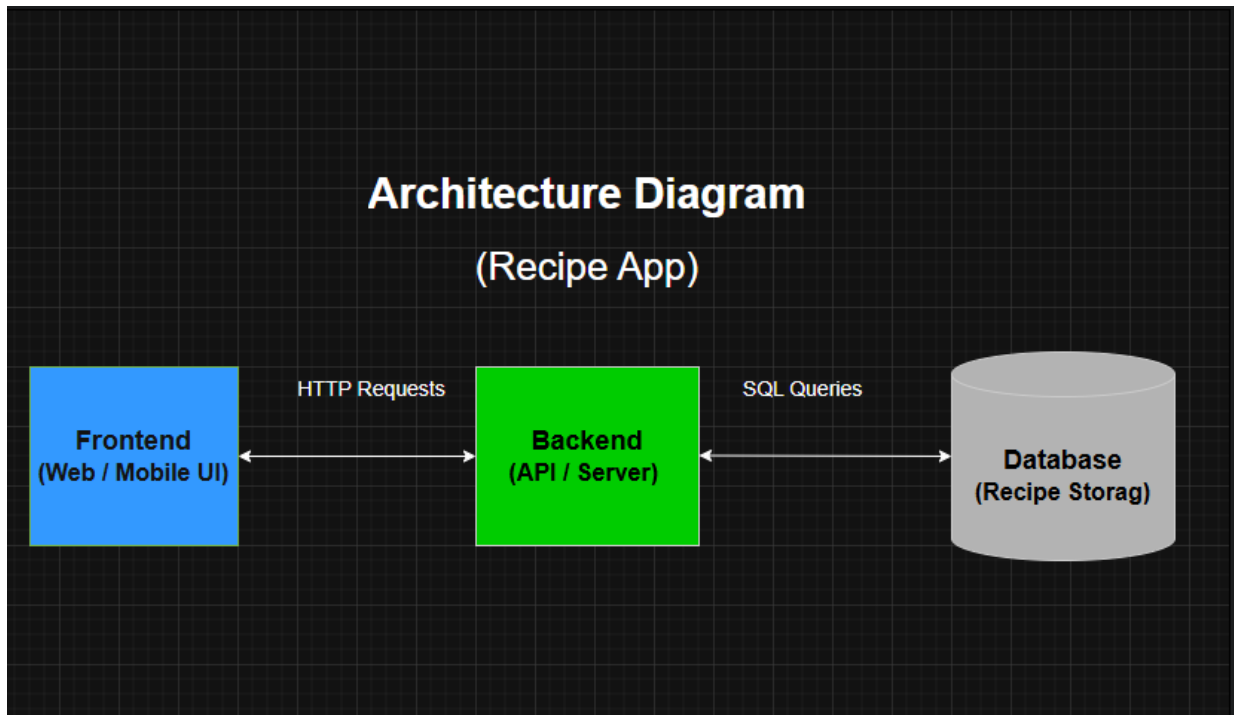 Architecture Diagram
(Recipe App)
HTTP Requests
SQL Queries
Frontend
(Web / Mobile UI)
Backend
(API / Server)
Database
(Recipe Storag)